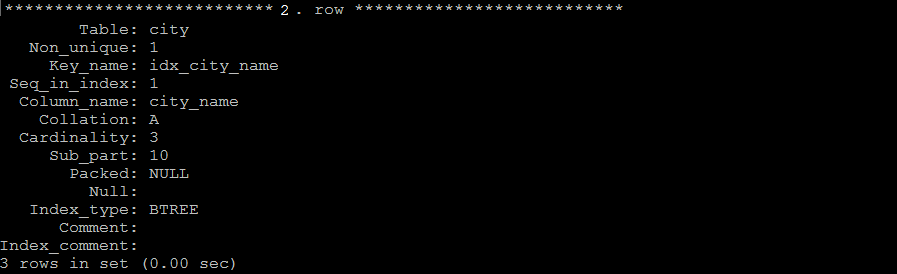 *************************** 2. row ***************************
Table: city
Non_unique: 1
Key_name: idx_city_name
Seq_in_index: 1
Column_name: city_name
Collation: A
Cardinality: 3
Sub_part: 10
Packed: NULL
Null:
Index_type: BTREE
Comment:
Index_comment:
3 rows in set (0.00 sec)